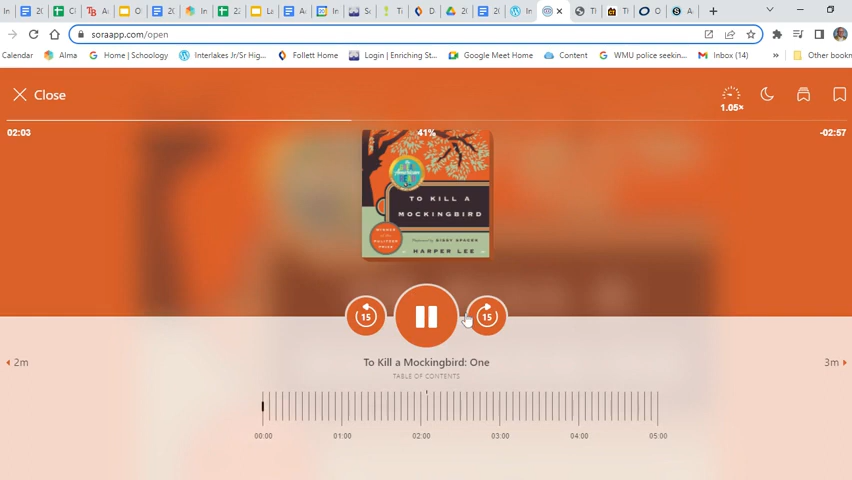 soraapp.com/open
Calendar Alma Home | Schoology Interlakes Jr/Sr Hig... Follett Home Login | Enriching St... Google Meet Home Content WMU police seekin... Inbox (14) » Other bookm
Close
1.05×
02:03 41% -02:57
TO KILL A
MOCKINGBIRD
HARPER LEE
15 15
2m To Kill a Mockingbird: One 3m
TABLE OF CONTENTS
00:00 01:00 02:00 03:00 04:00 05:00